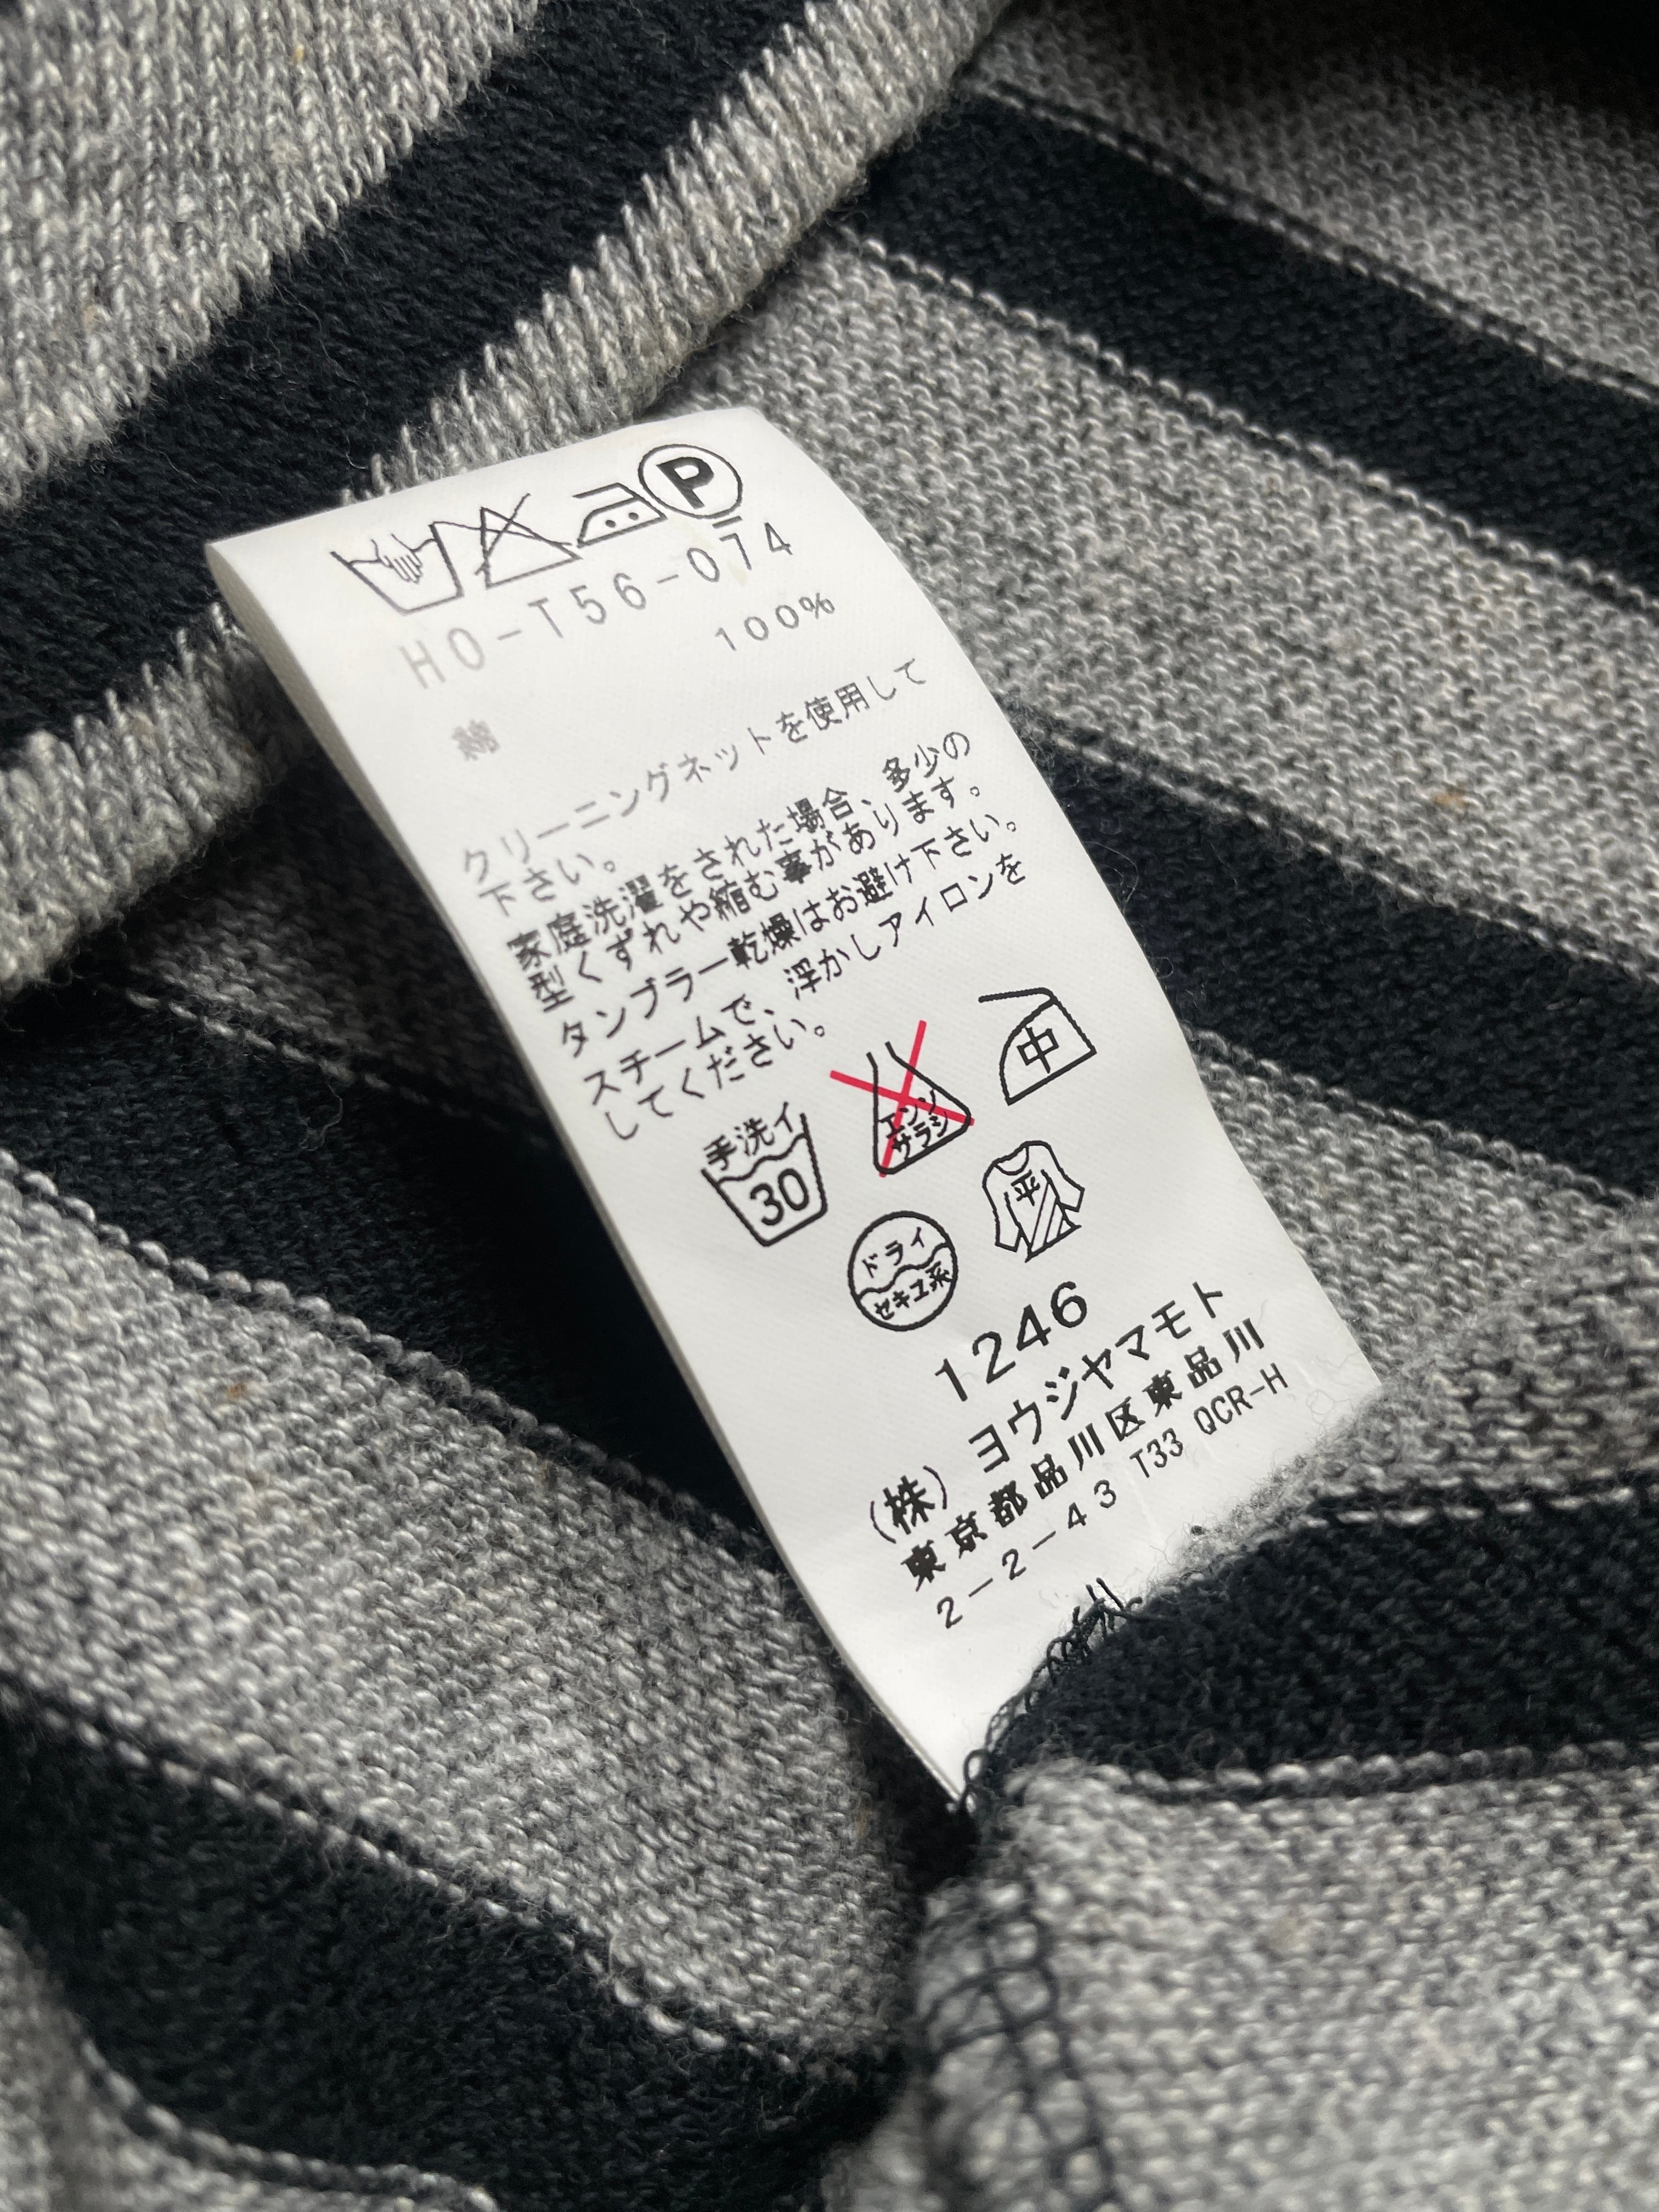 P
HO-T56-074
綿 100%
クリーニングネットを使用して
下さい。
家庭洗濯をされた場合、多少の
型くずれや縮む事があります。
タンブラー乾燥はお避け下さい。
スチームで、浮かしアイロンを
してください。
手洗イ
30
エンソ
サラシ
中
ドライ
セキユ系
平
1246
(株) ヨウジヤマモト
東京都品川区東品川
2-2-43 T33 QCR-H